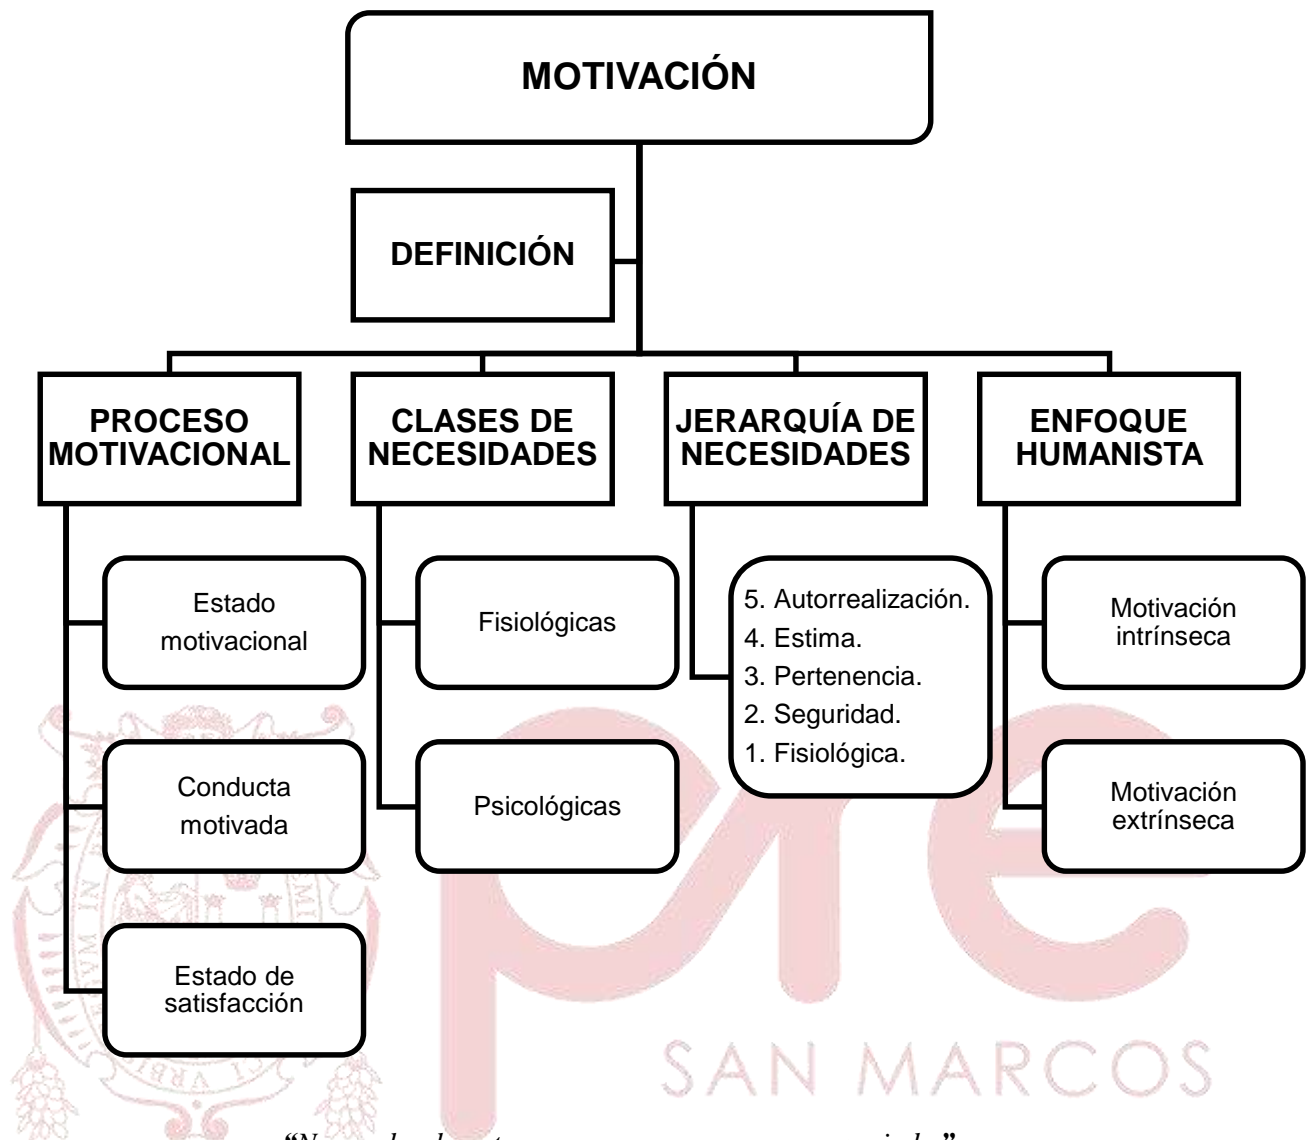 MOTIVACIÓN
DEFINICIÓN
PROCESO
MOTIVACIONAL
Estado
motivacional
Conducta
motivada
Estado de
satisfacción
CLASES DE
NECESIDADES
Fisiológicas
Psicológicas
JERARQUÍA DE
NECESIDADES
5. Autorrealización.
4. Estima.
3. Pertenencia.
2. Seguridad.
1. Fisiológica.
ENFOQUE
HUMANISTA
Motivación
intrínseca
Motivación
extrínseca
pre
SAN MARCOS